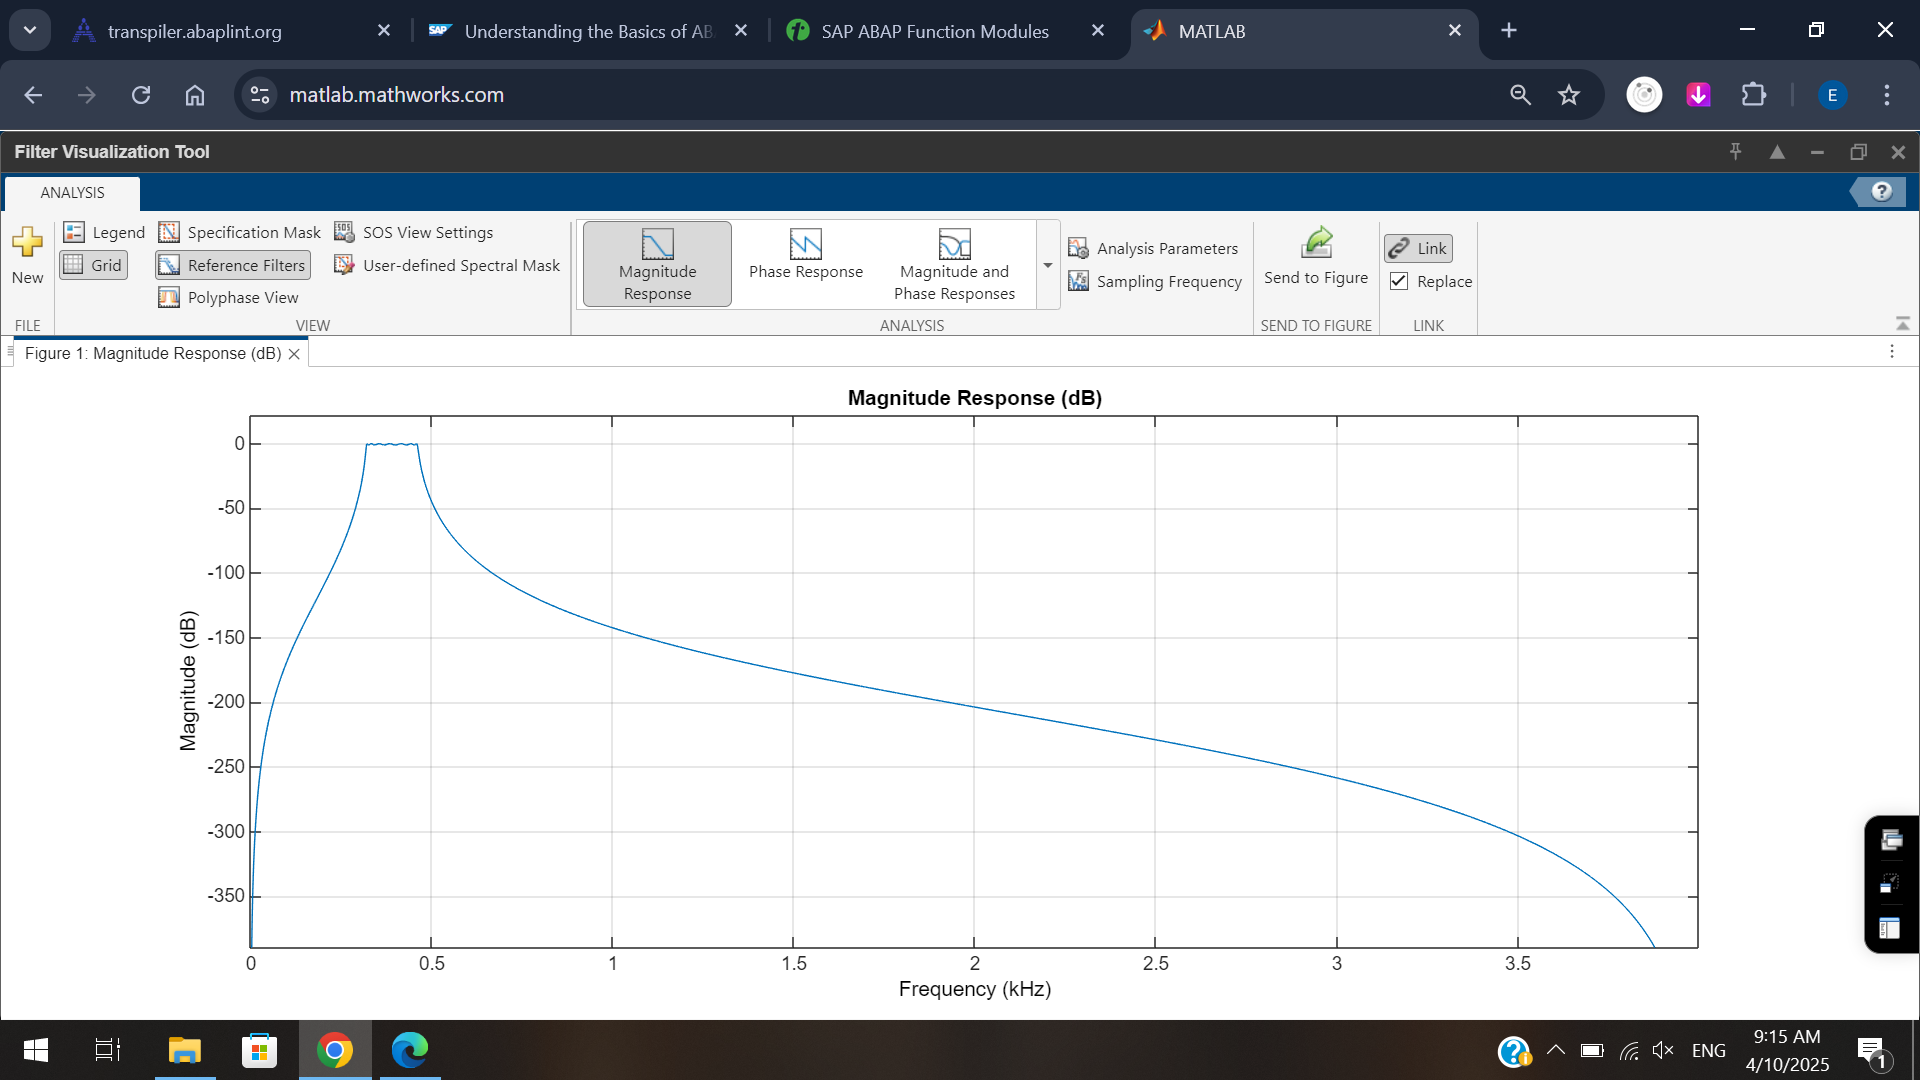 transpiler.abaplint.org
SAP Understanding the Basics of AB
SAP ABAP Function Modules
MATLAB
matlab.mathworks.com
E
Filter Visualization Tool
ANALYSIS
?
New
Legend
Grid
Specification Mask
Reference Filters
Polyphase View
SOS View Settings
User-defined Spectral Mask
Magnitude
Response
Phase Response
Magnitude and
Phase Responses
Analysis Parameters
Sampling Frequency
Send to Figure
Link
Replace
FILE
VIEW
ANALYSIS
SEND TO FIGURE
LINK
Figure 1: Magnitude Response (dB)
Magnitude Response (dB)
Magnitude (dB)
0
-50
-100
-150
-200
-250
-300
-350
0 0.5 1 1.5 2 2.5 3 3.5
Frequency (kHz)
ENG
9:15 AM
4/10/2025
1